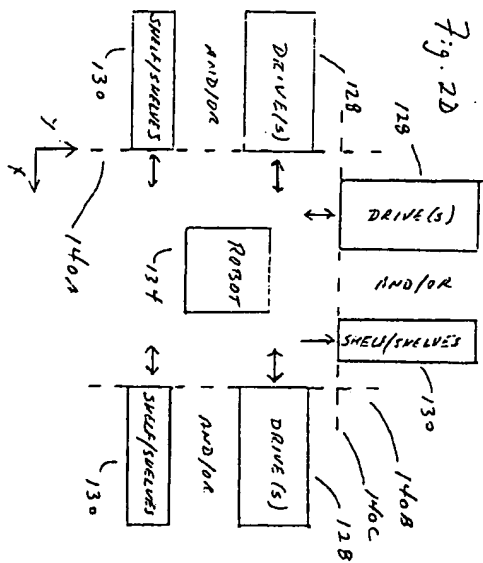 Fig. 2D
128
DRIVE(S)
AND/OR
SHELF/SHELVES
130
128
DRIVE(S)
AND/OR
SHELF/SHELVES
130
140B
140C
ROBOT
134
DRIVE(S)
128
AND/OR
SHELF/SHELVES
130
140A
Y
X